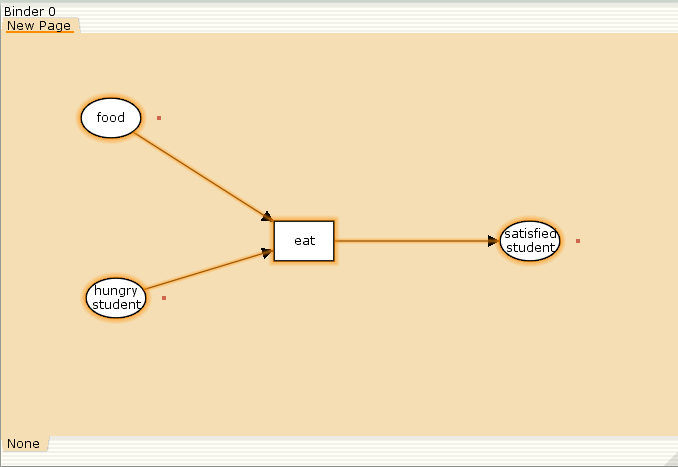 Binder 0
New Page
food
eat
satisfied
student
hungry
student
None